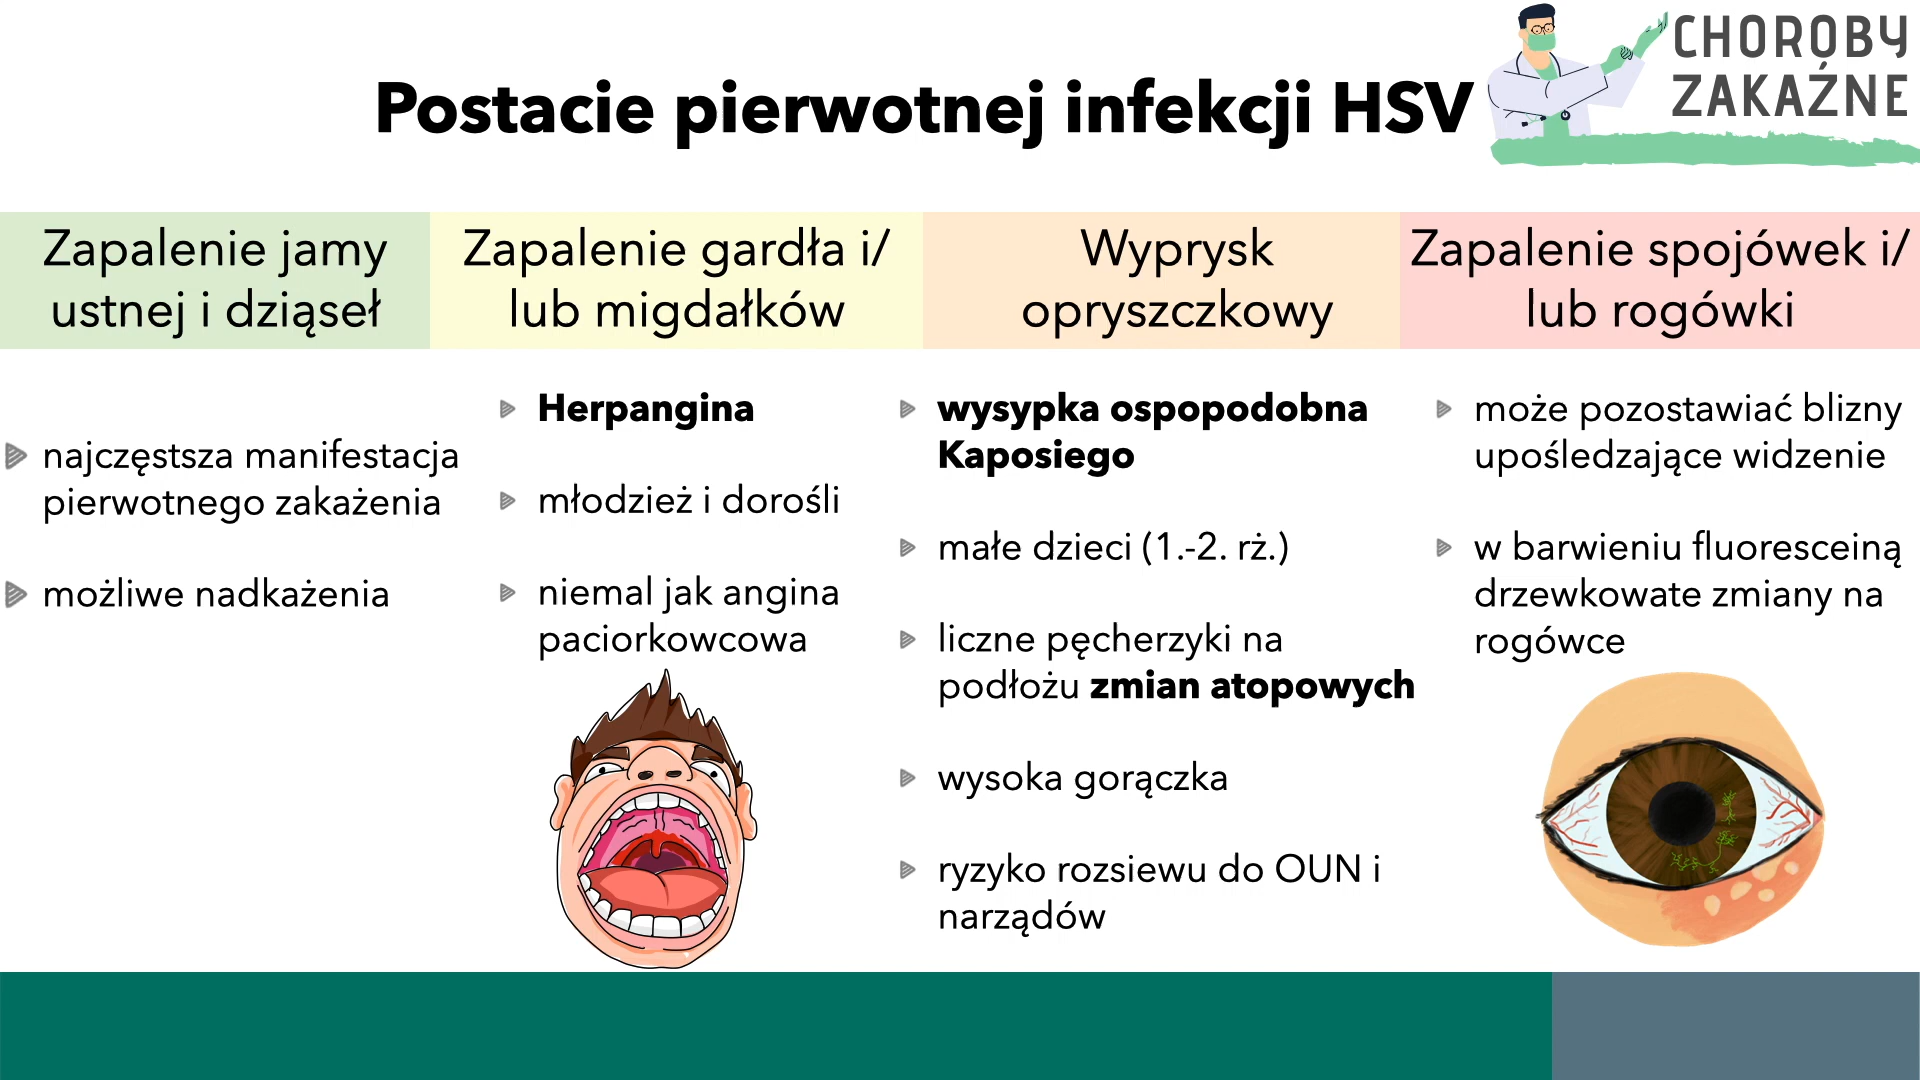 CHOROBY
ZAKAŹNE
Postacie pierwotnej infekcji HSV
Zapalenie jamy
ustnej i dziąseł
najczęstsza manifestacja
pierwotnego zakażenia
możliwe nadkażenia
Zapalenie gardła i/
lub migdałków
Herpangina
młodzież i dorośli
niemal jak angina
paciorkowcowa
Wyprysk
opryszczkowy
wysypka ospopodobna
Kaposiego
małe dzieci (1.-2. rż.)
liczne pęcherzyki na
podłożu zmian atopowych
wysoka gorączka
ryzyko rozsiewu do OUN i
narządów
Zapalenie spojówek i/
lub rogówki
może pozostawiać blizny
upośledzające widzenie
w barwieniu fluoresceiną
drzewkowate zmiany na
rogówce